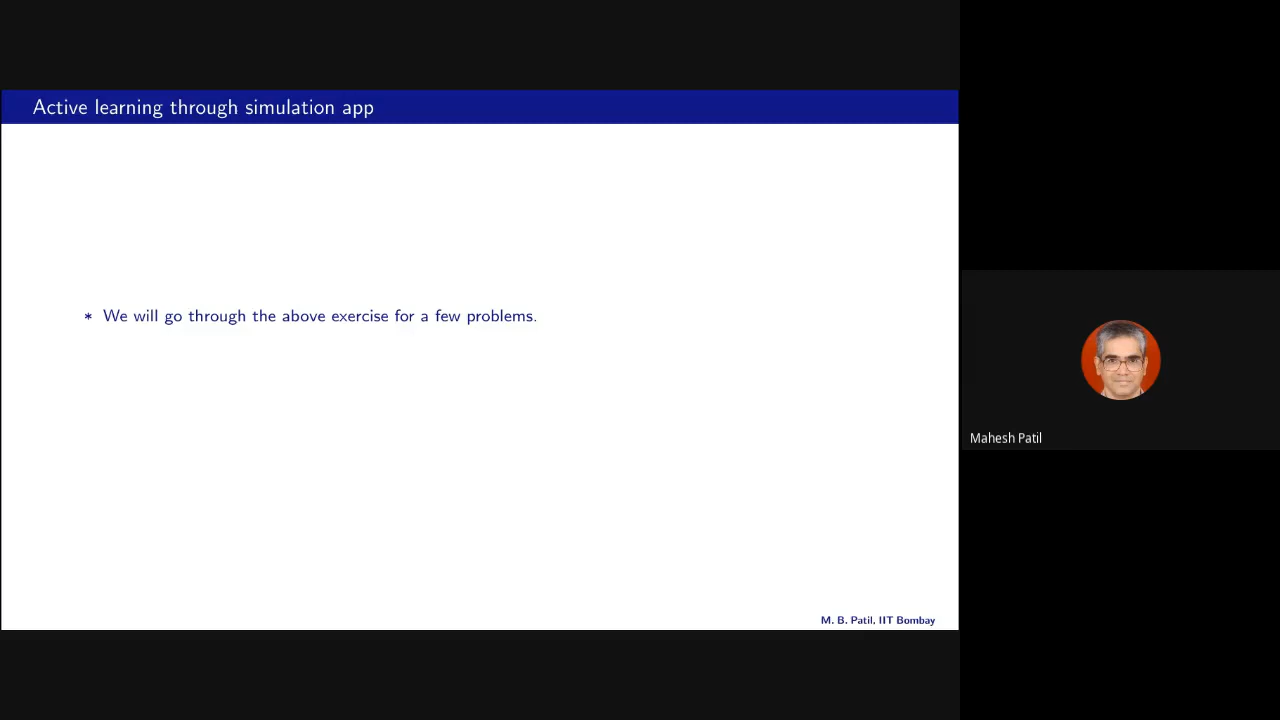 Active learning through simulation app
* We will go through the above exercise for a few problems.
Mahesh Patil
M. B. Patil, IIT Bombay